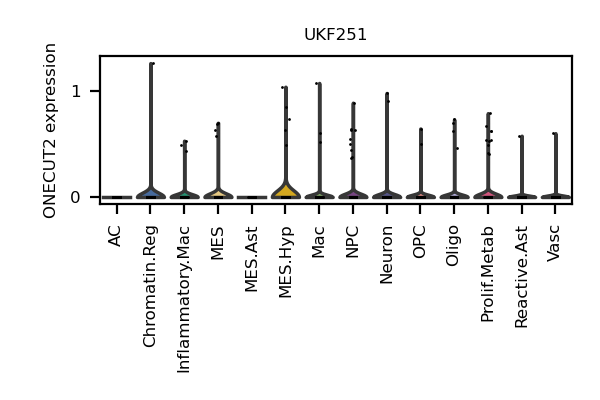 UKF251
ONECUT2 expression
1
0
AC
Chromatin.Reg
Inflammatory.Mac
MES
MES.Ast
MES.Hyp
Mac
NPC
Neuron
OPC
Oligo
Prolif.Metab
Reactive.Ast
Vasc